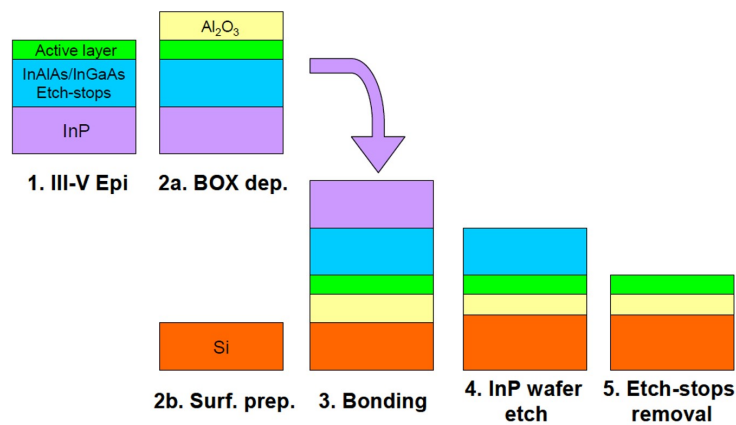 Al₂O₃
Active layer
InAlAs/InGaAs
Etch-stops
InP
1. III-V Epi
2a. BOX dep.
Si
2b. Surf. prep.
3. Bonding
4. InP wafer
etch
5. Etch-stops
removal